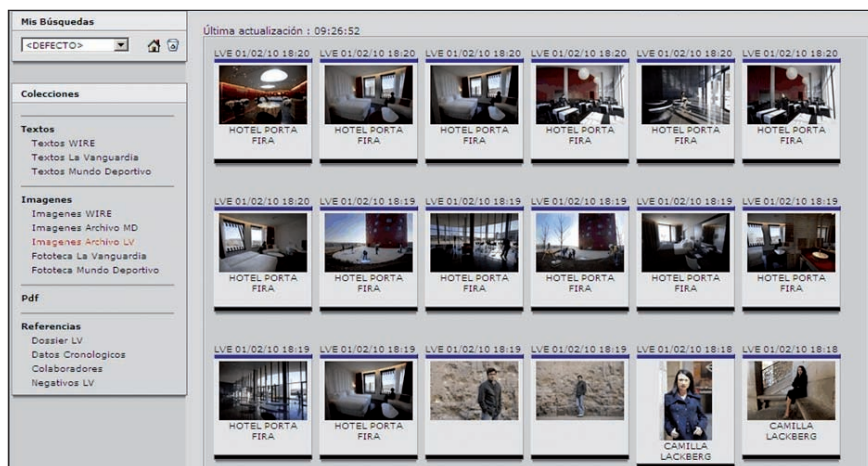 Mis Búsquedas
<DEFECTO>
Colecciones
Textos
Textos WIRE
Textos La Vanguardia
Textos Mundo Deportivo
Imagenes
Imagenes WIRE
Imagenes Archivo MD
Imagenes Archivo LV
Fototeca La Vanguardia
Fototeca Mundo Deportivo
Pdf
Referencias
Dossier LV
Datos Cronologicos
Colaboradores
Negativos LV
Última actualización : 09:26:52
LVE 01/02/10 18:20 LVE 01/02/10 18:20 LVE 01/02/10 18:20 LVE 01/02/10 18:20 LVE 01/02/10 18:20 LVE 01/02/10 18:20
HOTEL PORTA HOTEL PORTA HOTEL PORTA HOTEL PORTA HOTEL PORTA HOTEL PORTA
FIRA FIRA FIRA FIRA FIRA FIRA
LVE 01/02/10 18:20 LVE 01/02/10 18:19 LVE 01/02/10 18:19 LVE 01/02/10 18:19 LVE 01/02/10 18:19 LVE 01/02/10 18:19
HOTEL PORTA HOTEL PORTA HOTEL PORTA HOTEL PORTA HOTEL PORTA HOTEL PORTA
FIRA FIRA FIRA FIRA FIRA FIRA
LVE 01/02/10 18:19 LVE 01/02/10 18:19 LVE 01/02/10 18:19 LVE 01/02/10 18:19 LVE 01/02/10 18:18 LVE 01/02/10 18:18
HOTEL PORTA HOTEL PORTA CAMILLA CAMILLA
FIRA FIRA LACKBERG LACKBERG